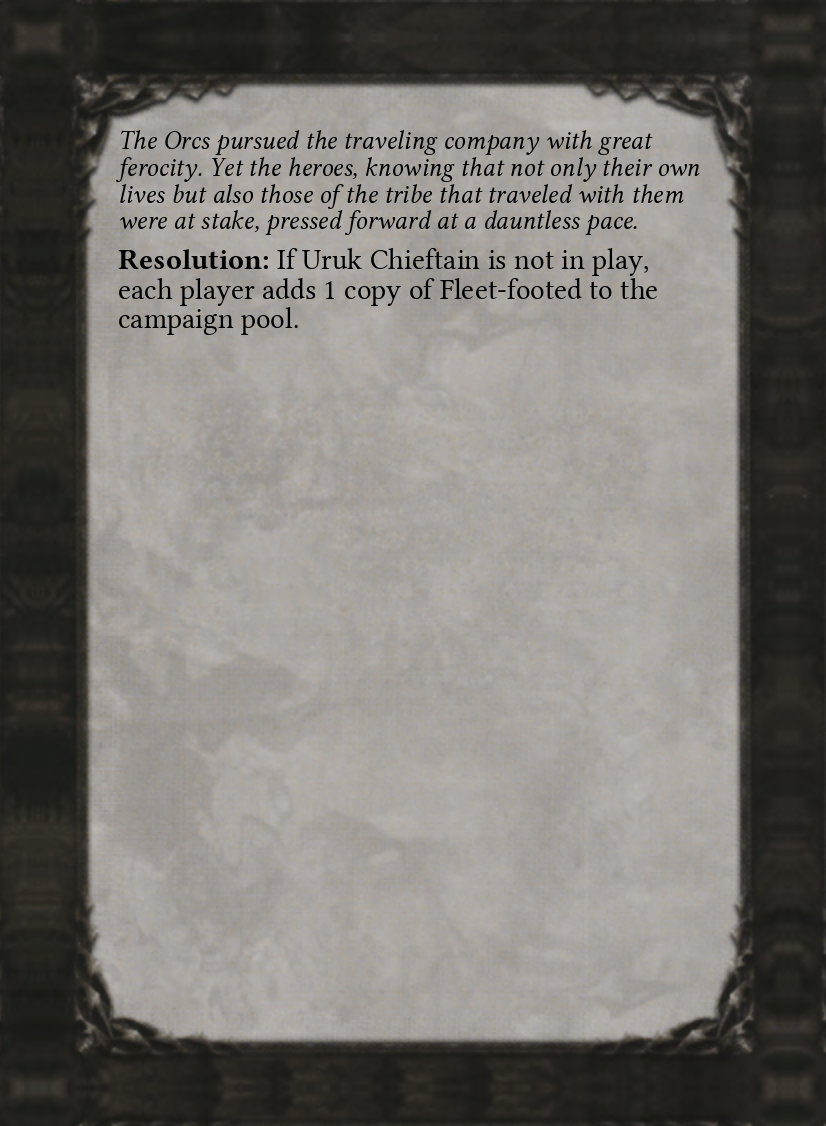 The Orcs pursued the traveling company with great
ferocity. Yet the heroes, knowing that not only their own
lives but also those of the tribe that traveled with them
were at stake, pressed forward at a dauntless pace.
Resolution: If Uruk Chieftain is not in play,
each player adds 1 copy of Fleet-footed to the
campaign pool.